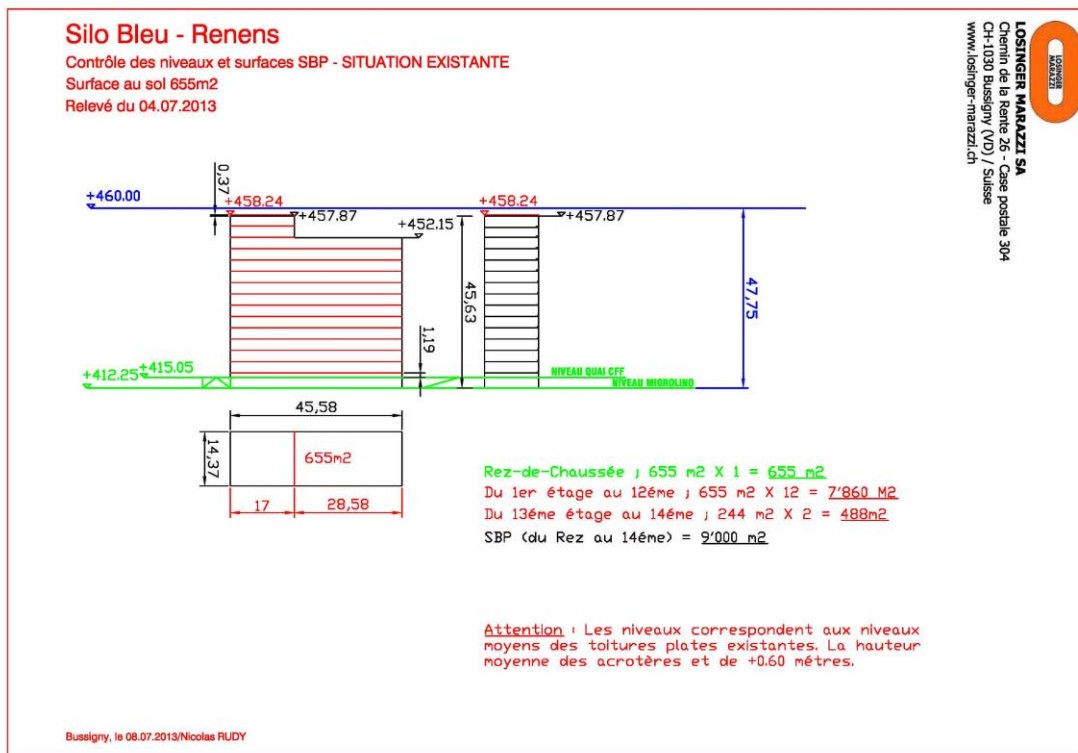 Silo Bleu - Renens
Contrôle des niveaux et surfaces SBP - SITUATION EXISTANTE
Surface au sol 655m2
Relevé du 04.07.2013
LOSINGER MARAZZI
LOSINGER MARAZZI SA
Chemin de la Rente 26 - Case postale 304
CH-1030 Bussigny (VD) / Suisse
www.losinger-marazzi.ch
0,37
+460.00
+458.24
+457.87
+452.15
+458.24
+457.87
45,63
47,75
1,19
+415.05
+412.25
NIVEAU QUAI CFF
NIVEAU MIGROLINO
45,58
14,37
655m2
17
28,58
Rez-de-Chaussée ; 655 m2 X 1 = 655 m2
Du 1er étage au 12éme ; 655 m2 X 12 = 7'860 M2
Du 13éme étage au 14éme ; 244 m2 X 2 = 488m2
SBP (du Rez au 14éme) = 9'000 m2
Attention : Les niveaux correspondent aux niveaux
moyens des toitures plates existantes. La hauteur
moyenne des acrotères et de +0.60 métres.
Bussigny, le 08.07.2013/Nicolas RUDY